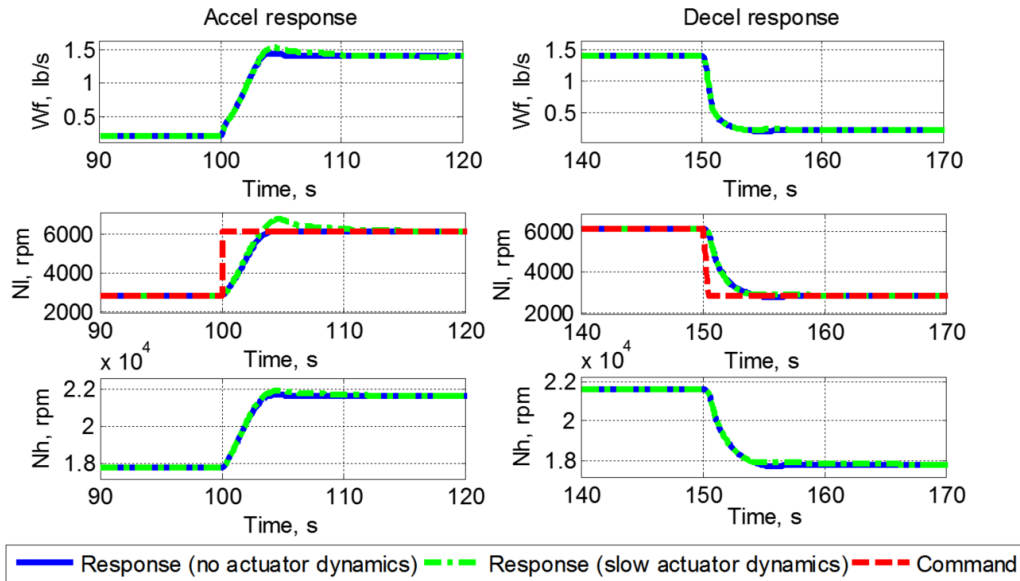 Accel response
Wf, lb/s
1.5
1
0.5
90 100 110 120
Time, s
Nl, rpm
6000
4000
2000
90 100 110 120
Time, s
x 10^4
Nh, rpm
2.2
2
1.8
90 100 110 120
Time, s
Decel response
Wf, lb/s
1.5
1
0.5
140 150 160 170
Time, s
Nl, rpm
6000
4000
2000
140 150 160 170
Time, s
x 10^4
Nh, rpm
2.2
2
1.8
140 150 160 170
Time, s
Response (no actuator dynamics) Response (slow actuator dynamics) Command